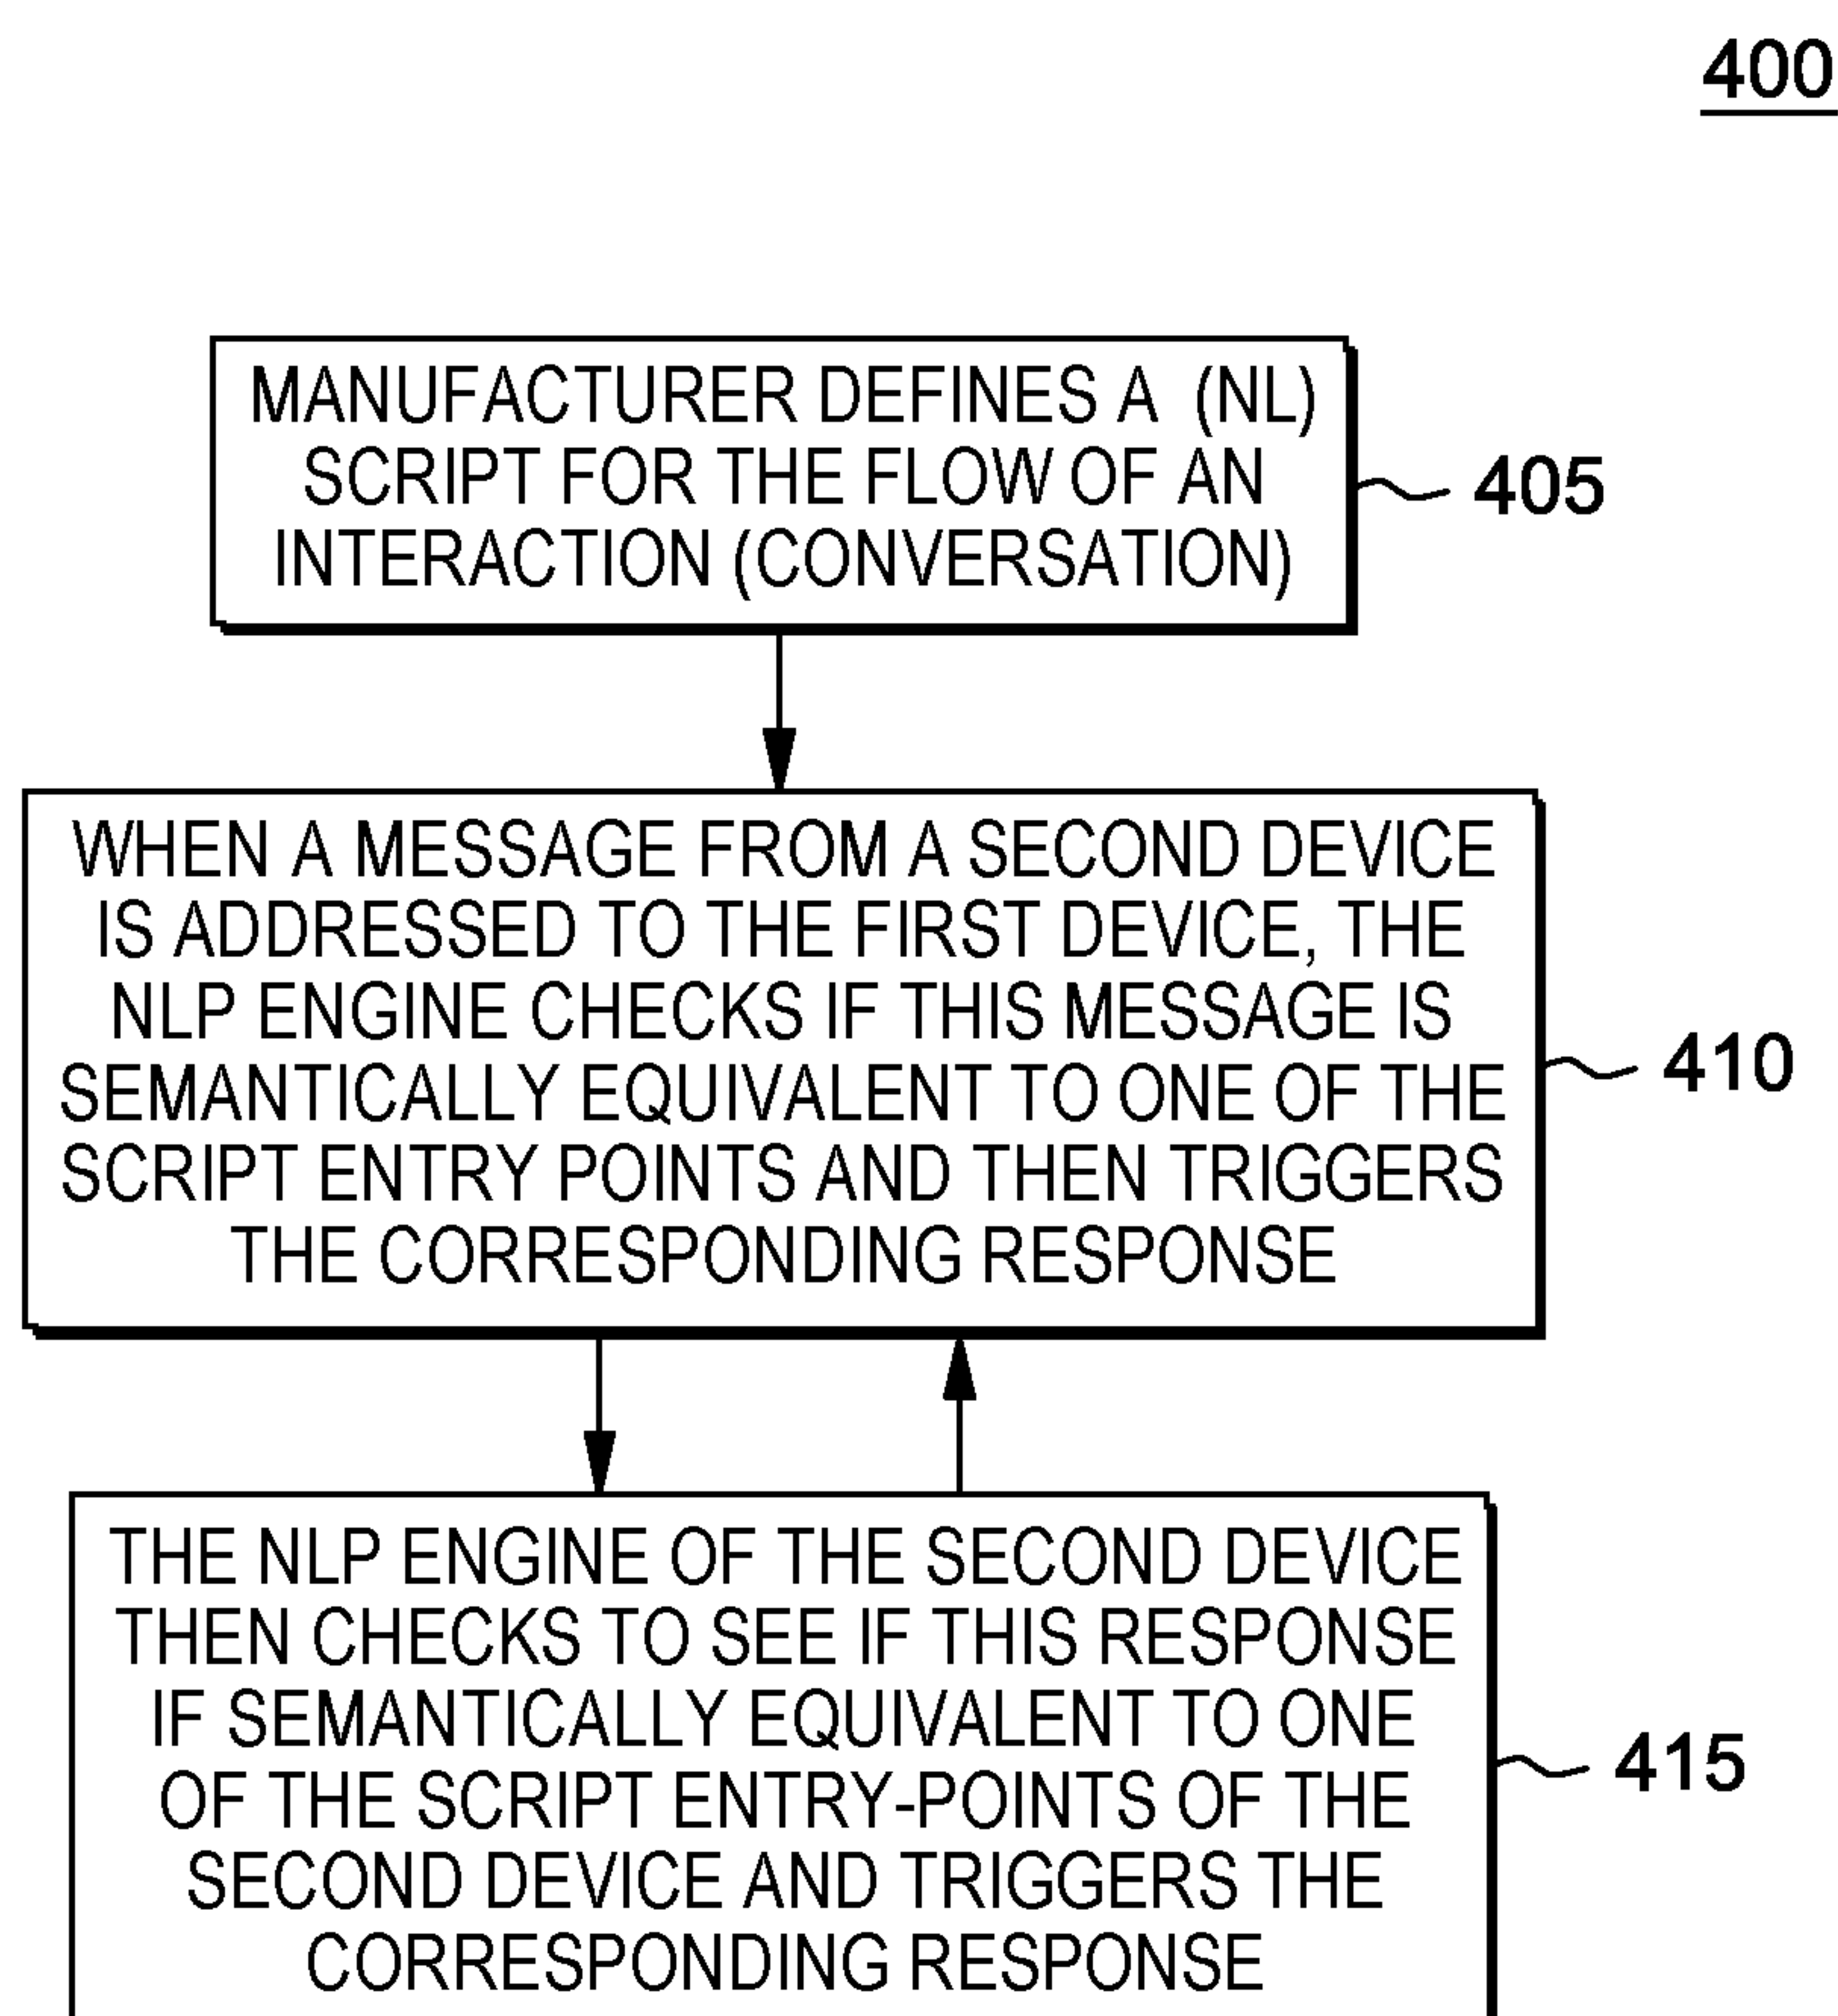 400
MANUFACTURER DEFINES A (NL)
SCRIPT FOR THE FLOW OF AN
INTERACTION (CONVERSATION)
405
WHEN A MESSAGE FROM A SECOND DEVICE
IS ADDRESSED TO THE FIRST DEVICE, THE
NLP ENGINE CHECKS IF THIS MESSAGE IS
SEMANTICALLY EQUIVALENT TO ONE OF THE
SCRIPT ENTRY POINTS AND THEN TRIGGERS
THE CORRESPONDING RESPONSE
410
THE NLP ENGINE OF THE SECOND DEVICE
THEN CHECKS TO SEE IF THIS RESPONSE
IF SEMANTICALLY EQUIVALENT TO ONE
OF THE SCRIPT ENTRY-POINTS OF THE
SECOND DEVICE AND TRIGGERS THE
CORRESPONDING RESPONSE
415